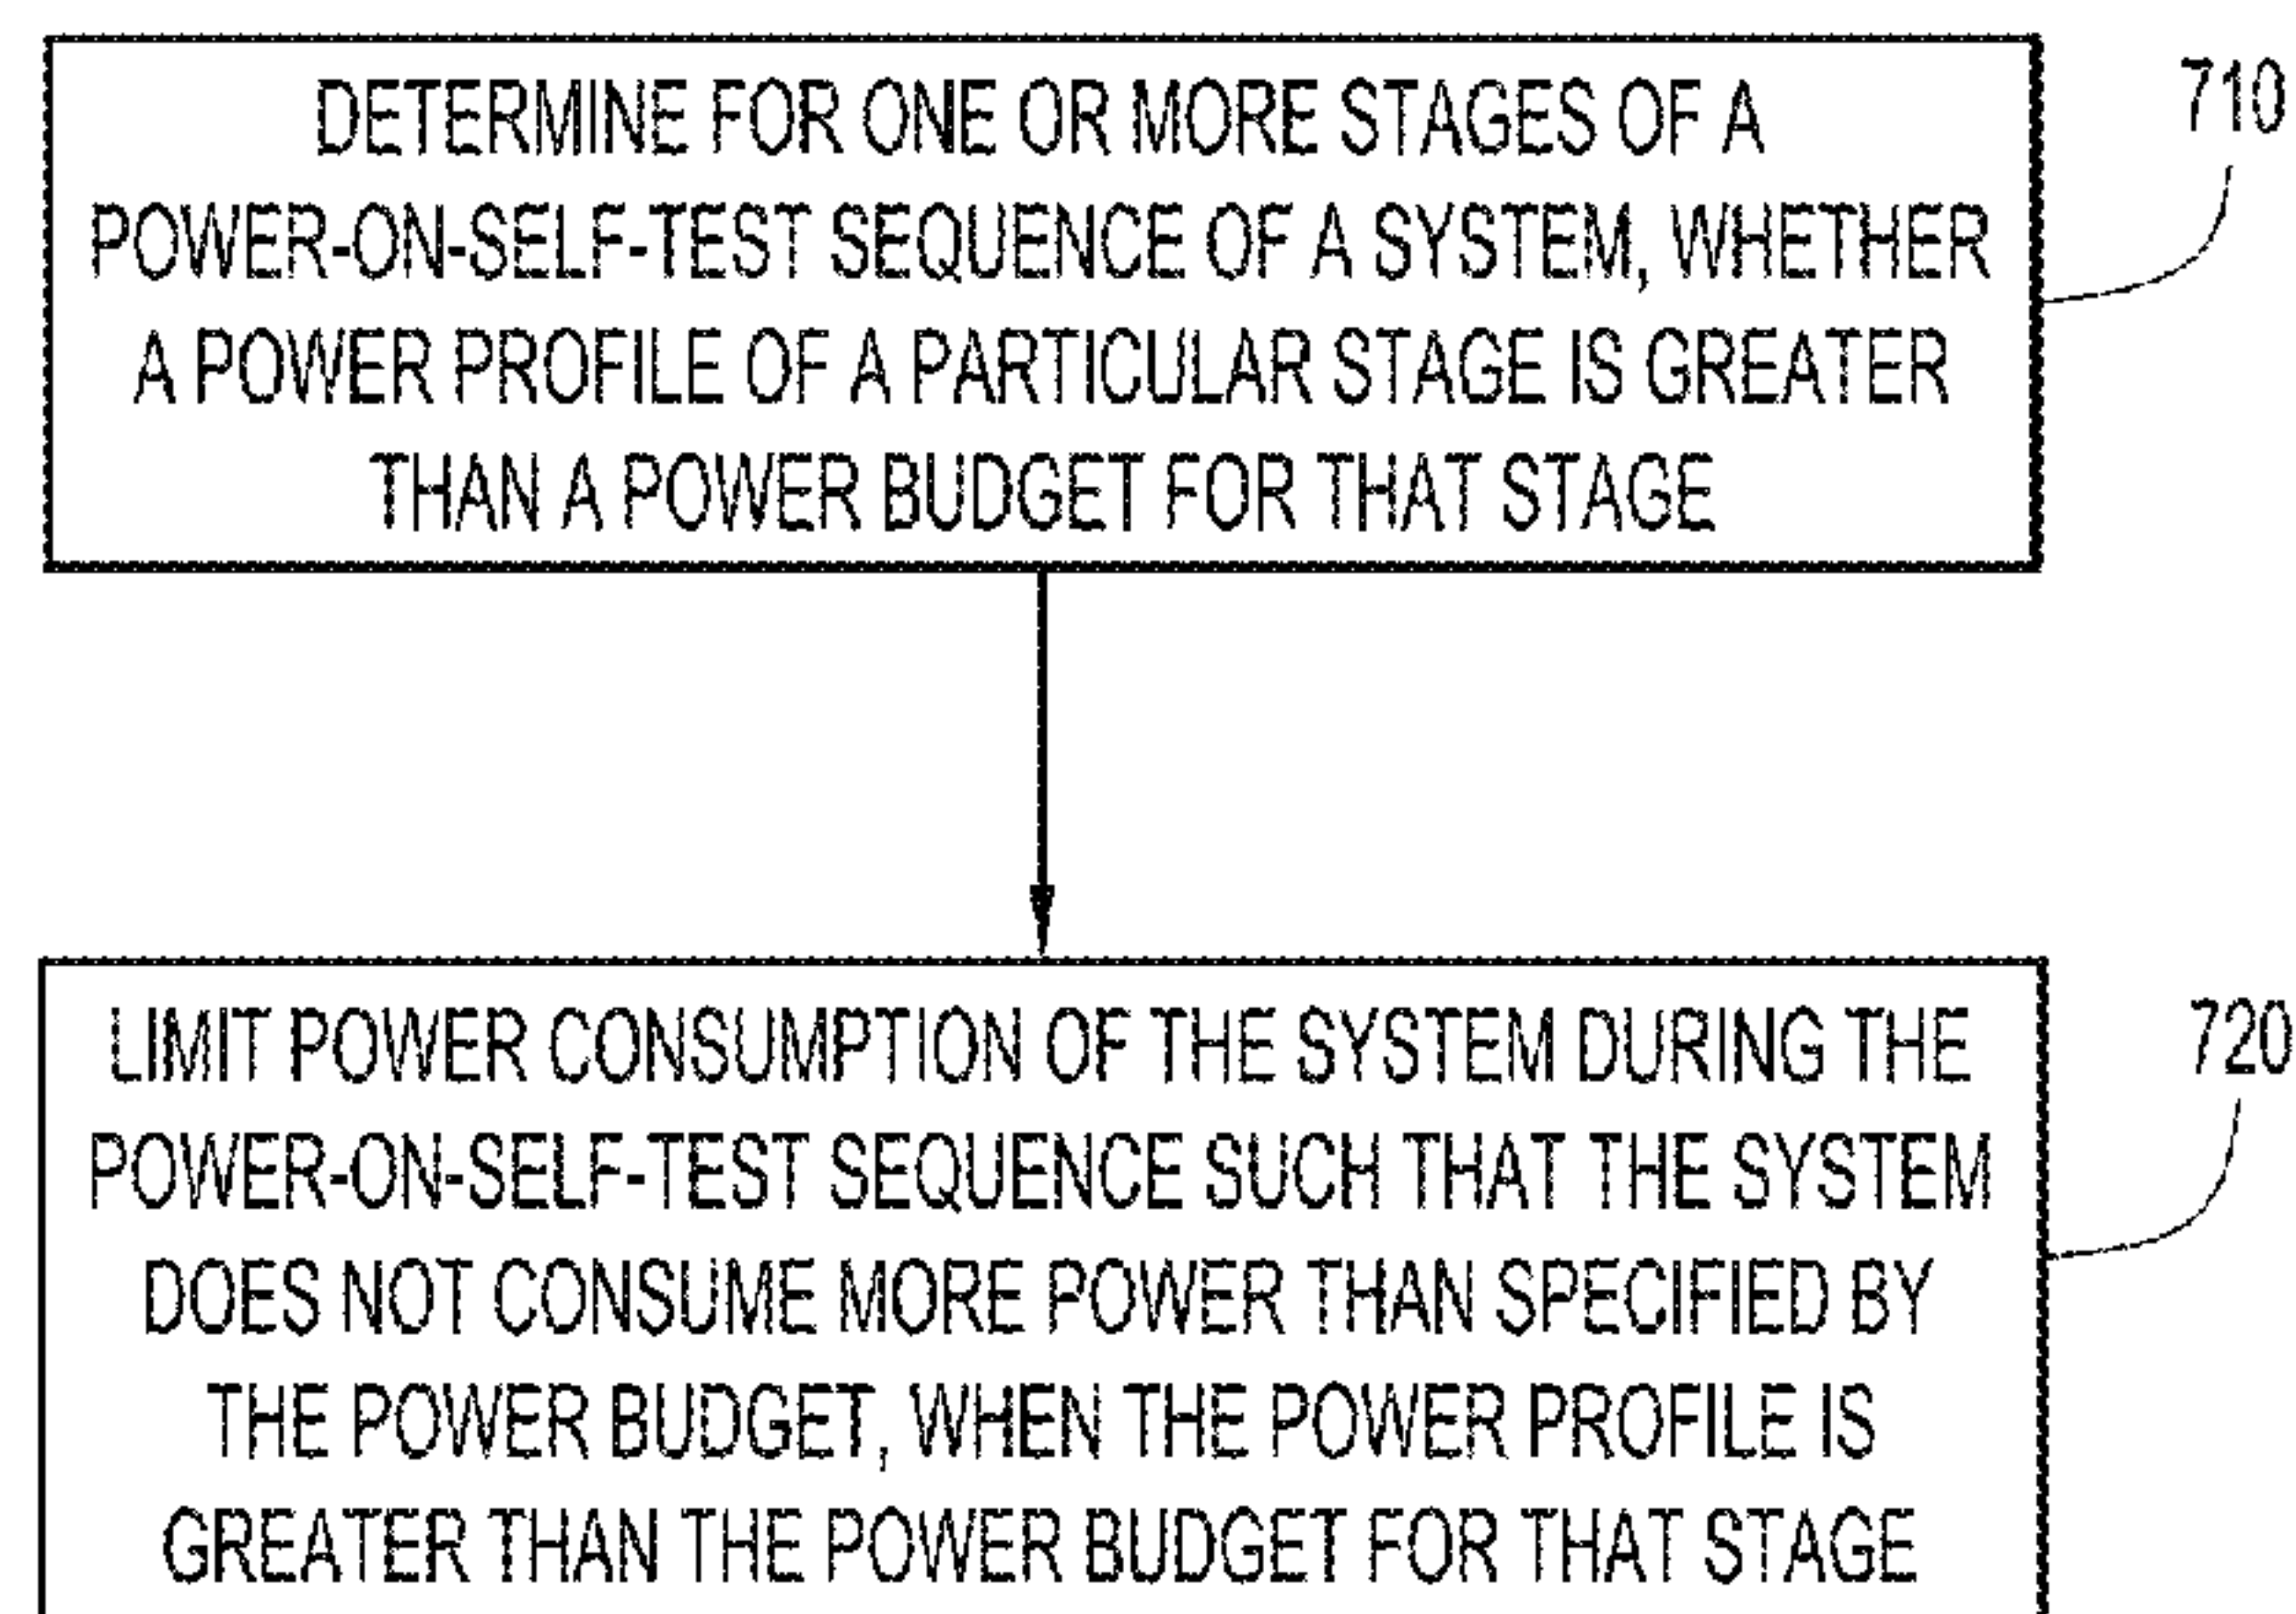 DETERMINE FOR ONE OR MORE STAGES OF A
POWER-ON-SELF-TEST SEQUENCE OF A SYSTEM, WHETHER
A POWER PROFILE OF A PARTICULAR STAGE IS GREATER
THAN A POWER BUDGET FOR THAT STAGE
710
LIMIT POWER CONSUMPTION OF THE SYSTEM DURING THE
POWER-ON-SELF-TEST SEQUENCE SUCH THAT THE SYSTEM
DOES NOT CONSUME MORE POWER THAN SPECIFIED BY
THE POWER BUDGET, WHEN THE POWER PROFILE IS
GREATER THAN THE POWER BUDGET FOR THAT STAGE
720